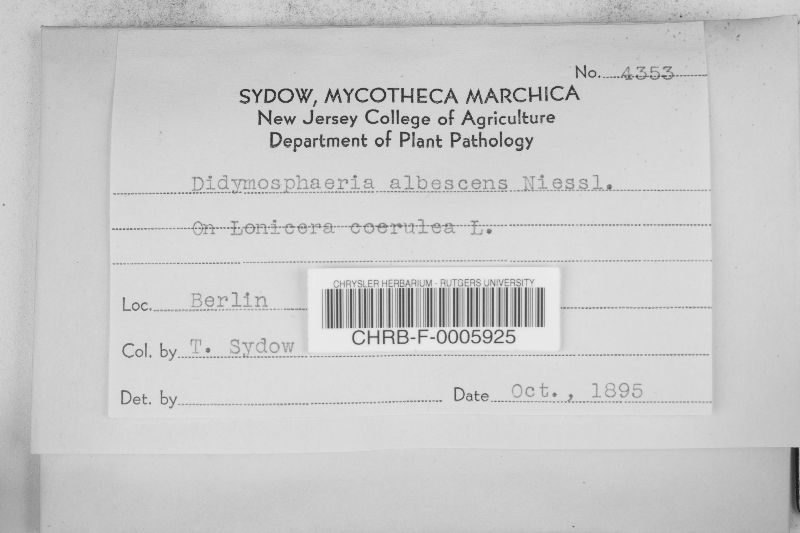 No. 4353
SYDOW, MYCOTHECA MARCHICA
New Jersey College of Agriculture
Department of Plant Pathology
Didymosphaeria albescens Niessl.
On Lonicera coerulea L.
Loc. Berlin
CHRYSLER HERBARIUM - RUTGERS UNIVERSITY
CHRB-F-0005925
Col. by T. Sydow
Det. by
Date Oct., 1895